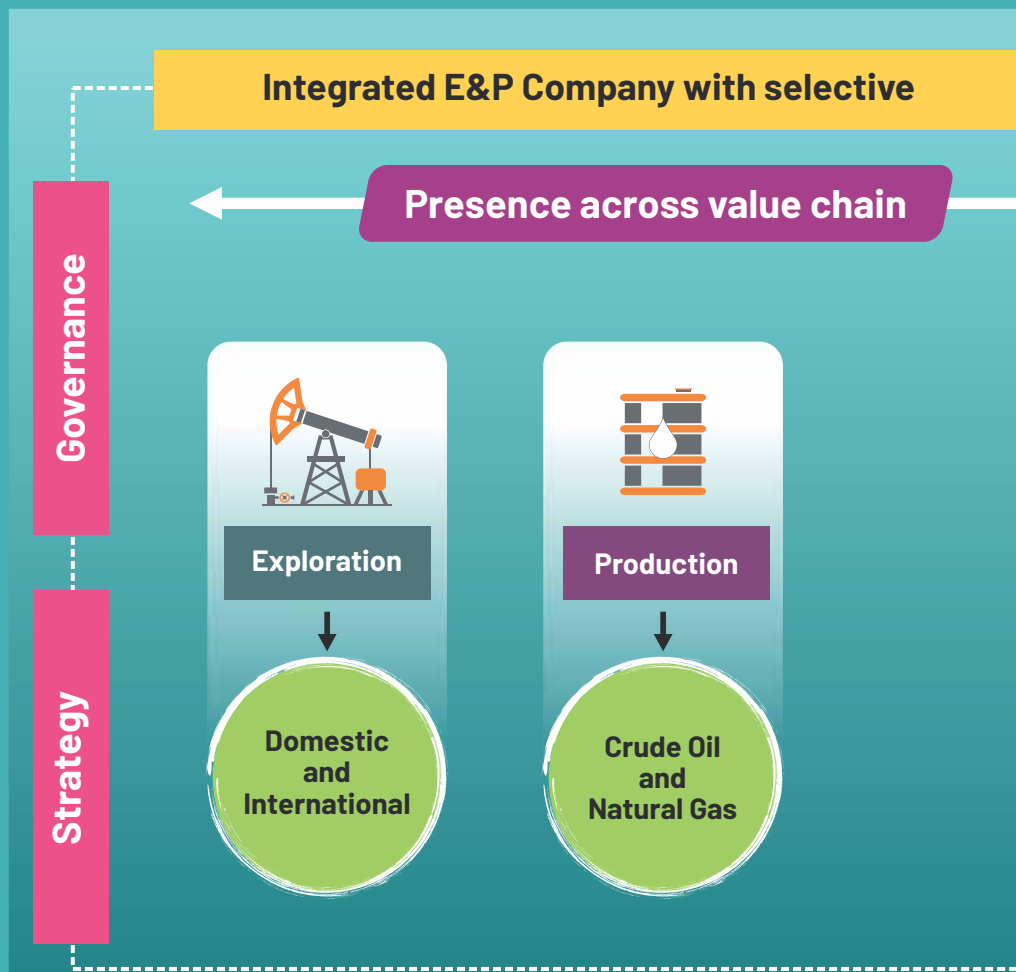 Integrated E&P Company with selective
Presence across value chain
Governance
Strategy
Exploration
Domestic
and
International
Production
Crude Oil
and
Natural Gas